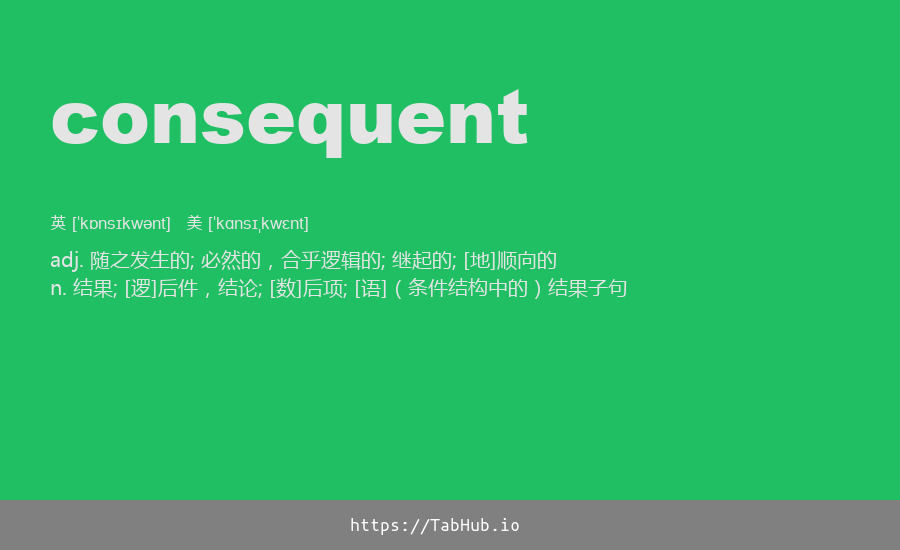 consequent
英 [ˈkɒnsɪkwənt] 美 [ˈkɑnsɪˌkwɛnt]
adj. 随之发生的; 必然的，合乎逻辑的; 继起的; [地]顺向的
n. 结果; [逻]后件，结论; [数]后项; [语]（条件结构中的）结果子句
https://TabHub.io